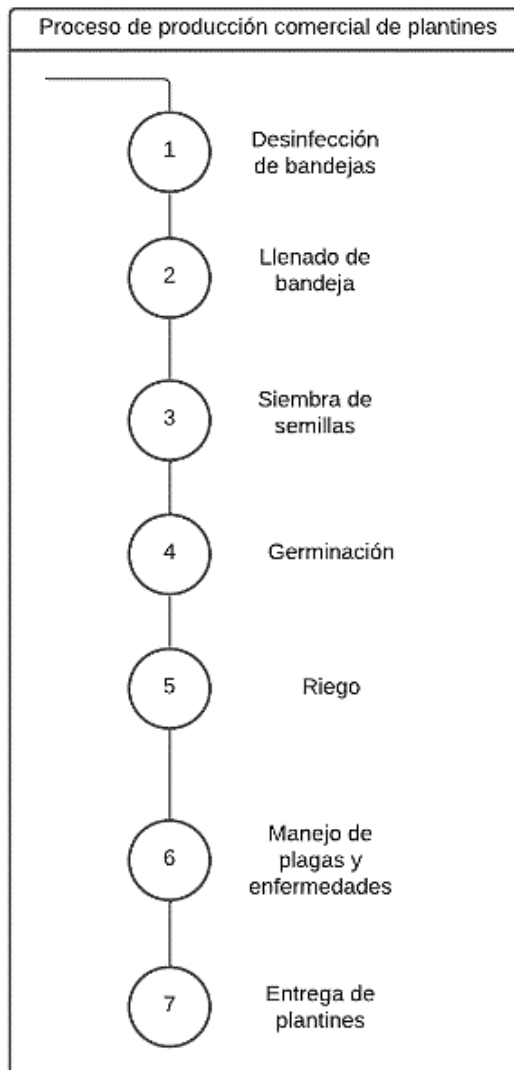 Proceso de producción comercial de plantines
1
Desinfección
de bandejas
2
Llenado de
bandeja
3
Siembra de
semillas
4
Germinación
5
Riego
6
Manejo de
plagas y
enfermedades
7
Entrega de
plantines